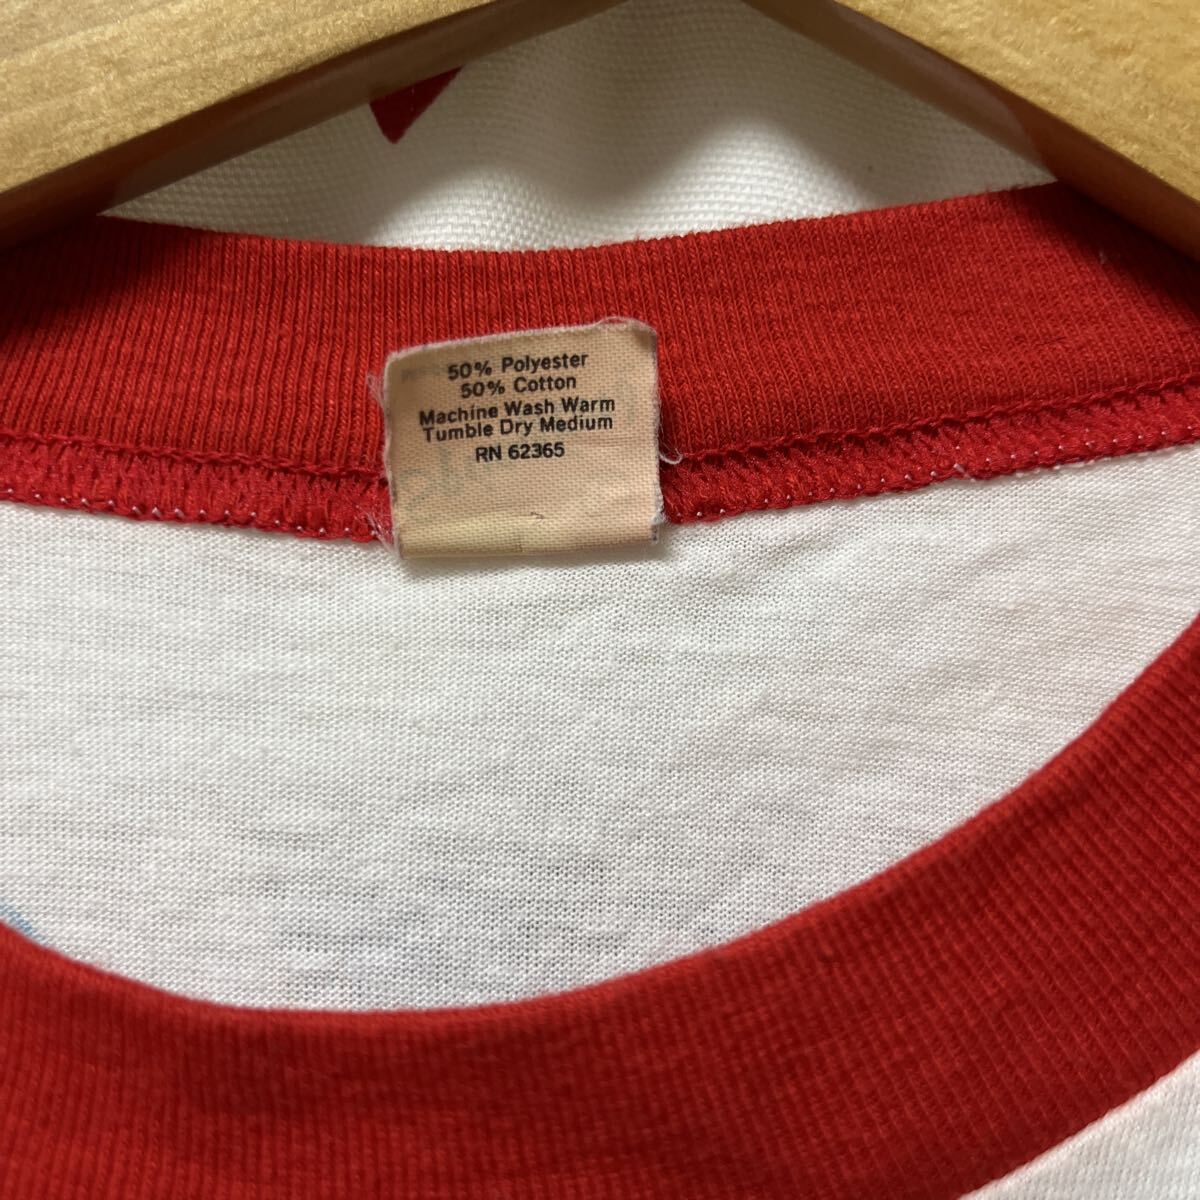 50% Polyester
50% Cotton
Machine Wash Warm
Tumble Dry Medium
RN 62365